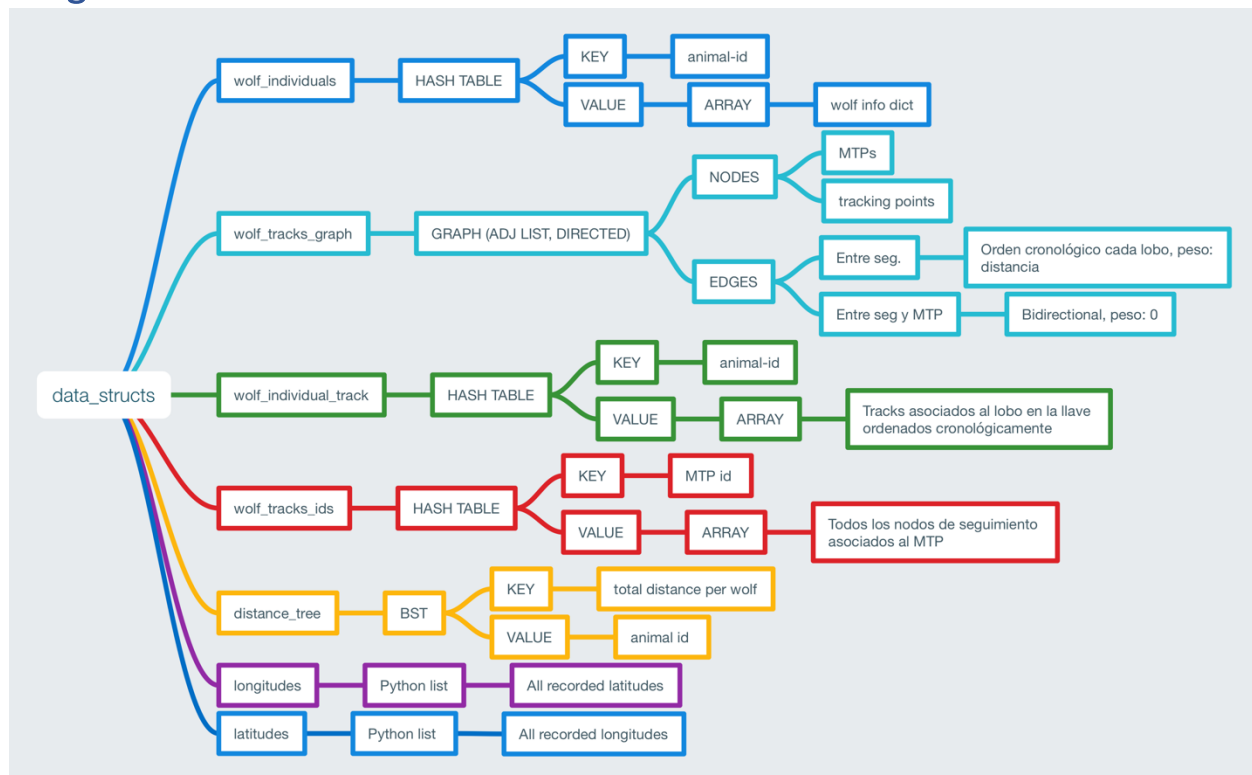 data_structs
wolf_individuals
HASH TABLE
KEY
animal-id
VALUE
ARRAY
wolf info dict
wolf_tracks_graph
GRAPH (ADJ LIST, DIRECTED)
NODES
MTPs
tracking points
EDGES
Entre seg.
Orden cronológico cada lobo, peso:
distancia
Entre seg y MTP
Bidirectional, peso: 0
wolf_individual_track
HASH TABLE
KEY
animal-id
VALUE
ARRAY
Tracks asociados al lobo en la llave
ordenados cronológicamente
wolf_tracks_ids
HASH TABLE
KEY
MTP id
VALUE
ARRAY
Todos los nodos de seguimiento
asociados al MTP
distance_tree
BST
KEY
total distance per wolf
VALUE
animal id
longitudes
Python list
All recorded latitudes
latitudes
Python list
All recorded longitudes